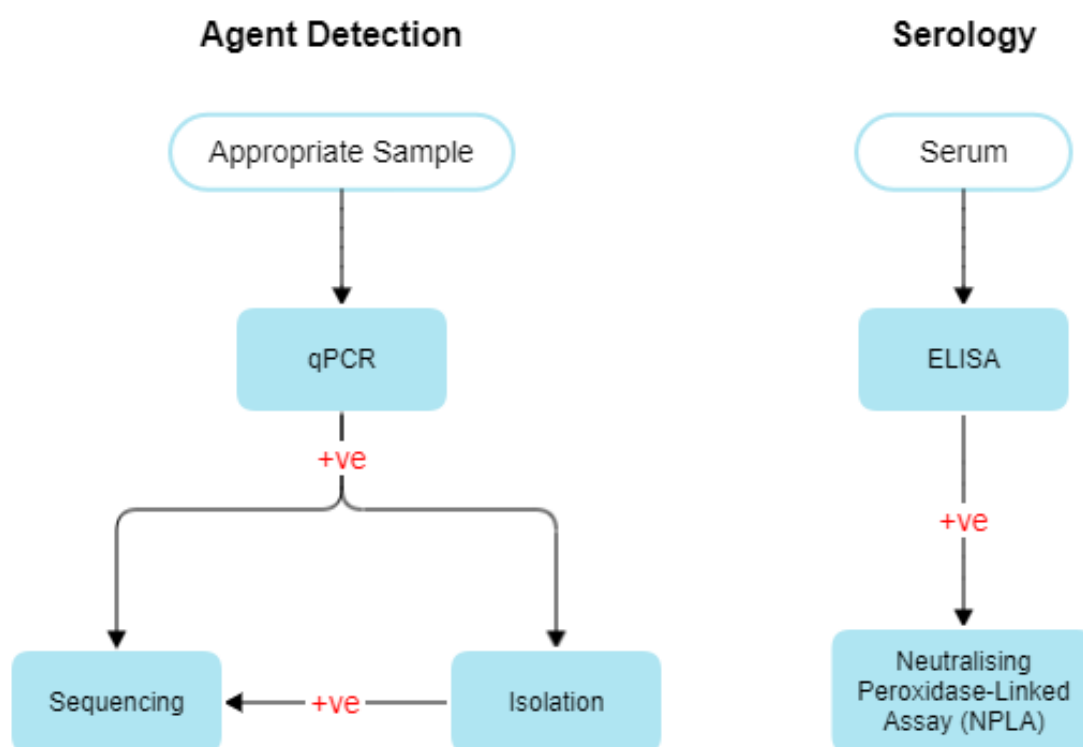 Agent Detection
Serology
Appropriate Sample
Serum
qPCR
ELISA
+ve
+ve
Sequencing
+ve
Isolation
Neutralising
Peroxidase-Linked
Assay (NPLA)